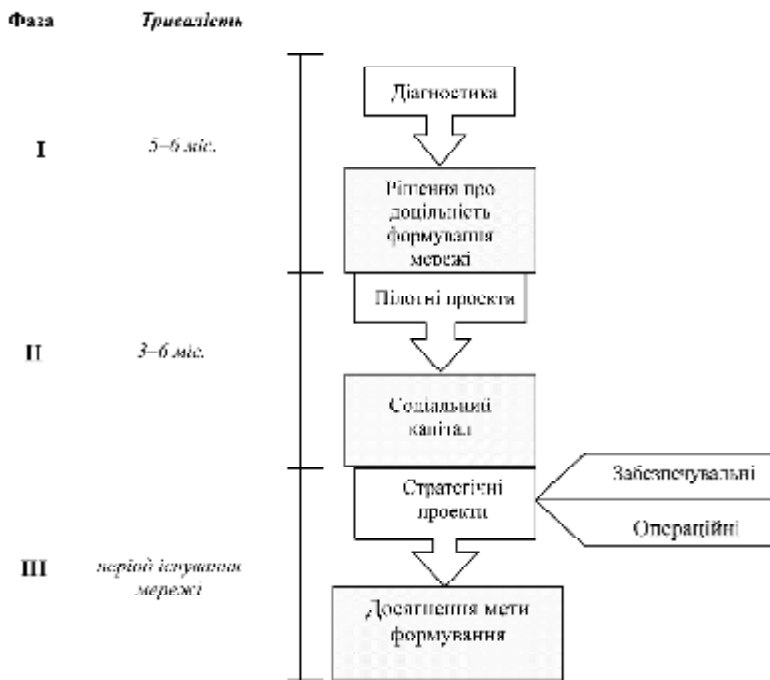 Фаза Тривалість
Діагностика
I 5–6 міс.
Рішення про
доцільність
формування
мережі
Пілотні проекти
II 3–6 міс.
Соціальний
капітал
Стратегічні
проекти
Забезпечувальні
Операційні
III період існування
мережі
Досягнення мети
формування